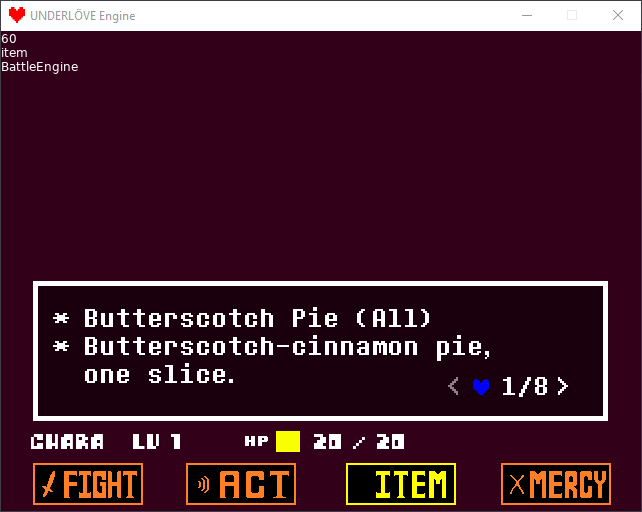 UNDERLÖVE Engine
60
item
BattleEngine
* Butterscotch Pie (All)
* Butterscotch-cinnamon pie,
one slice.
< 1/8 >
CHARA LV 1 HP 20 / 20
FIGHT ACT ITEM MERCY